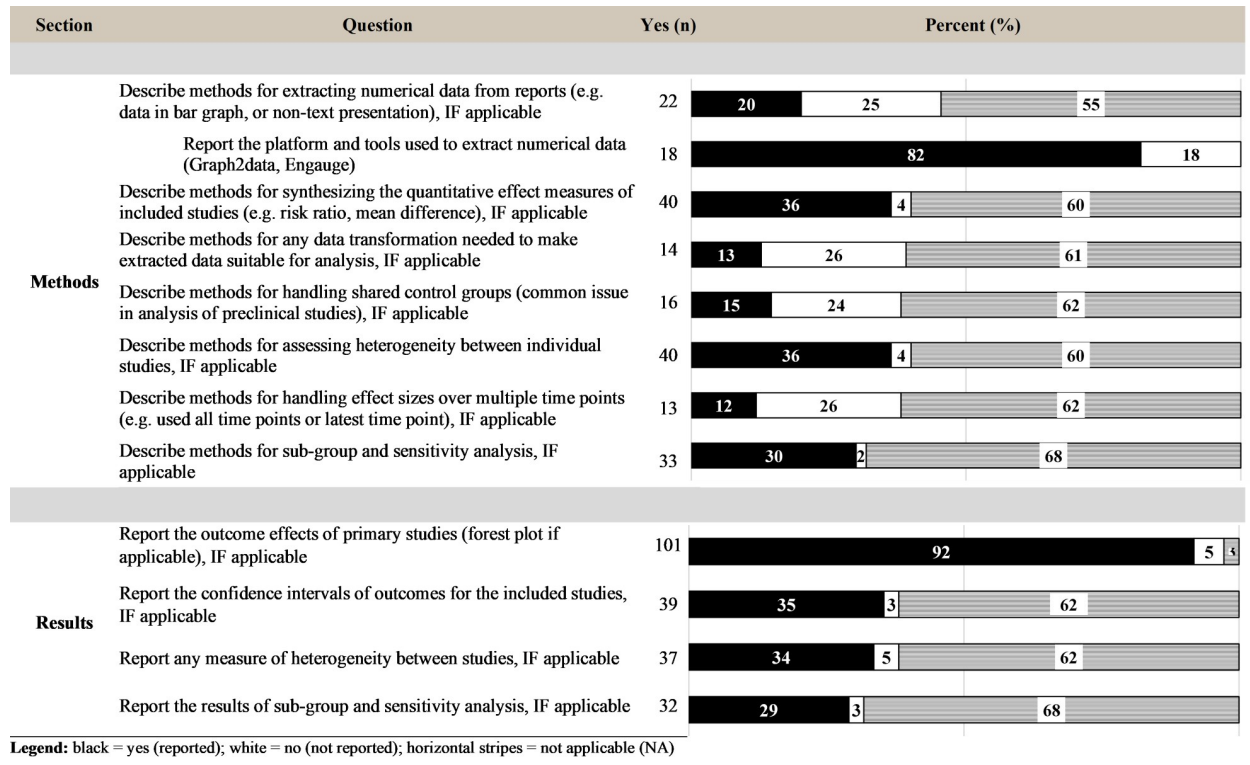 Section Question Yes (n) Percent (%)
Describe methods for extracting numerical data from reports (e.g.
data in bar graph, or non-text presentation), IF applicable
22 20 25 55
Report the platform and tools used to extract numerical data
(Graph2data, Engauge)
18 82 18
Describe methods for synthesizing the quantitative effect measures of
included studies (e.g. risk ratio, mean difference), IF applicable
40 36 4 60
Describe methods for any data transformation needed to make
extracted data suitable for analysis, IF applicable
14 13 26 61
Methods
Describe methods for handling shared control groups (common issue
in analysis of preclinical studies), IF applicable
16 15 24 62
Describe methods for assessing heterogeneity between individual
studies, IF applicable
40 36 4 60
Describe methods for handling effect sizes over multiple time points
(e.g. used all time points or latest time point), IF applicable
13 12 26 62
Describe methods for sub-group and sensitivity analysis, IF
applicable
33 30 2 68
Report the outcome effects of primary studies (forest plot if
applicable), IF applicable
101 92 5 3
Report the confidence intervals of outcomes for the included studies,
IF applicable
39 35 3 62
Results
Report any measure of heterogeneity between studies, IF applicable
37 34 5 62
Report the results of sub-group and sensitivity analysis, IF applicable
32 29 3 68
Legend: black = yes (reported); white = no (not reported); horizontal stripes = not applicable (NA)